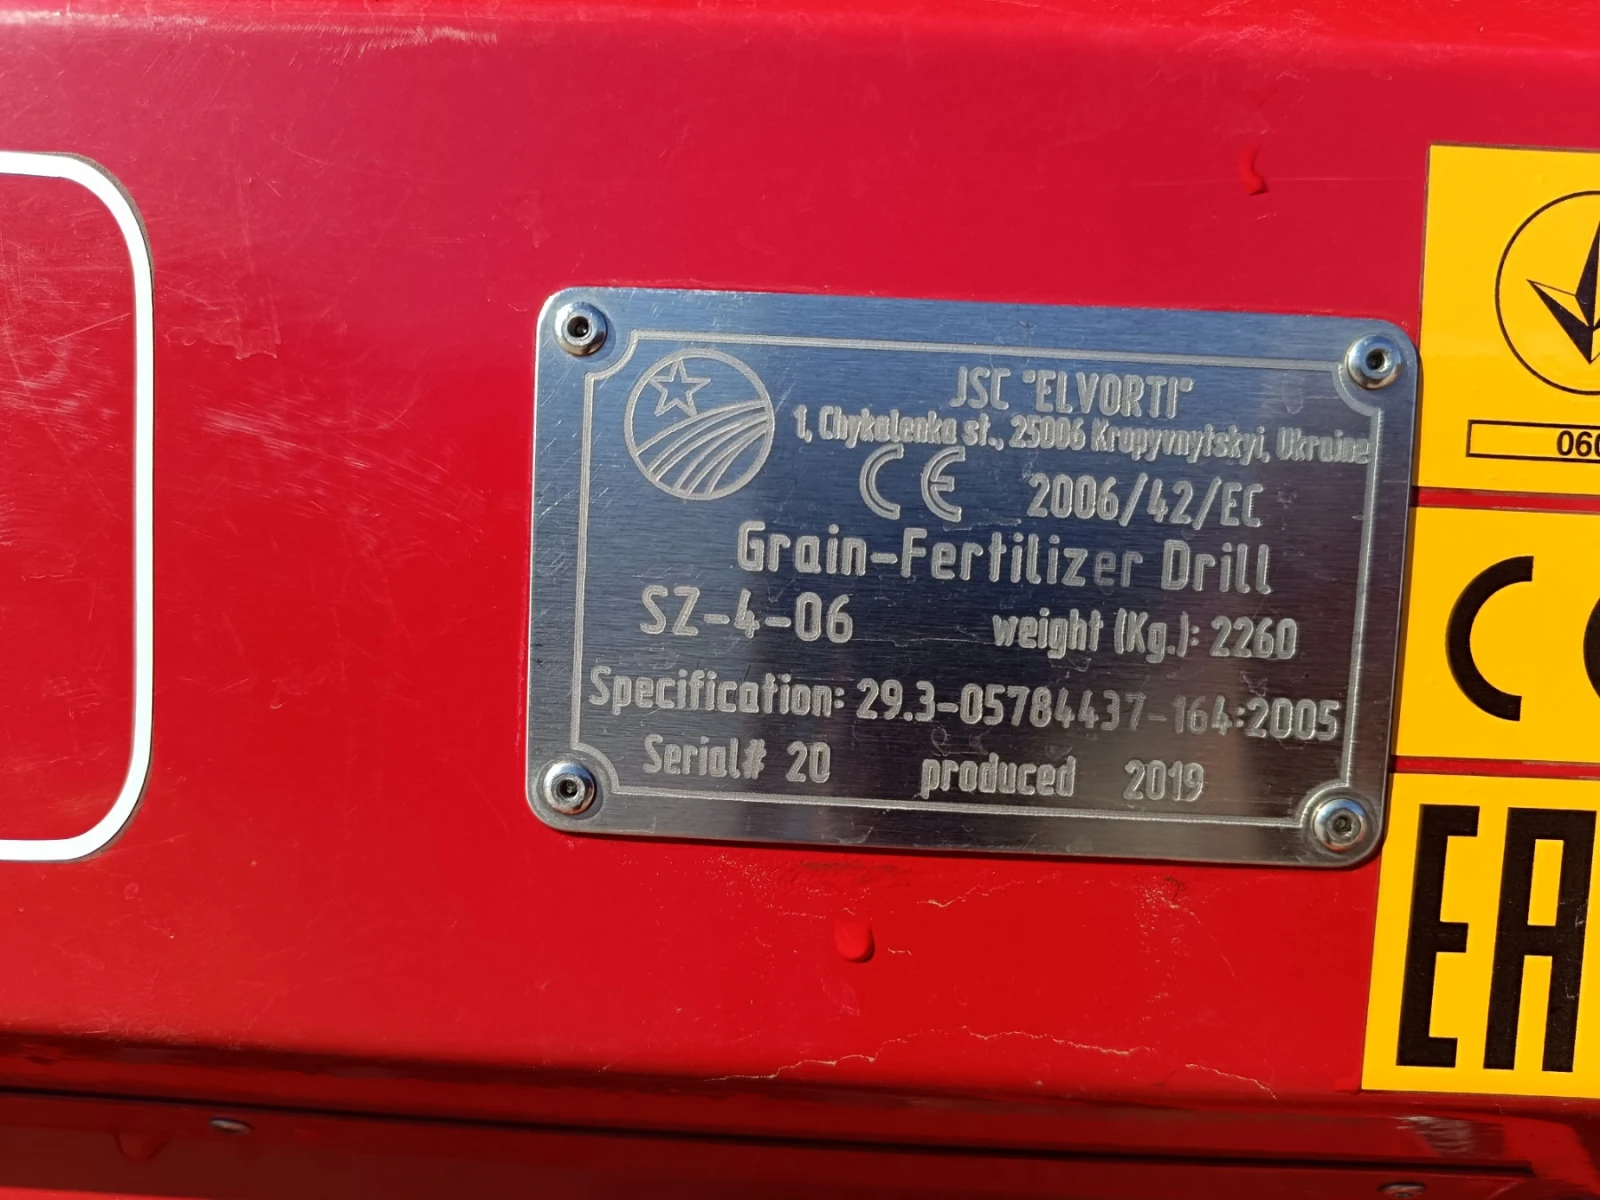 JSC "ELVORTI"
1, Chykalenka st., 25006 Kropyvnytskyi, Ukraine
CE 2006/42/EC
Grain-Fertilizer Drill
SZ-4-06 weight (Kg.): 2260
Specification: 29.3-05784437-164:2005
Serial# 20 produced 2019
060
C
EA